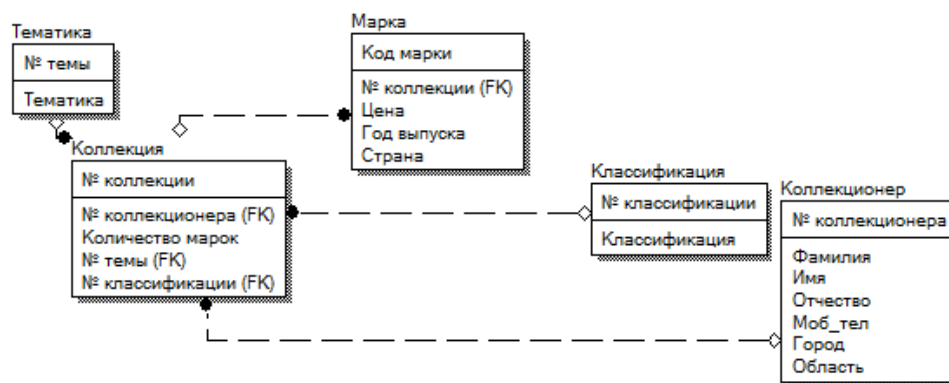 Тематика
№ темы
Тематика
Марка
Код марки
№ коллекции (FK)
Цена
Год выпуска
Страна
Коллекция
№ коллекции
№ коллекционера (FK)
Количество марок
№ темы (FK)
№ классификации (FK)
Классификация
№ классификации
Классификация
Коллекционер
№ коллекционера
Фамилия
Имя
Отчество
Моб_тел
Город
Область